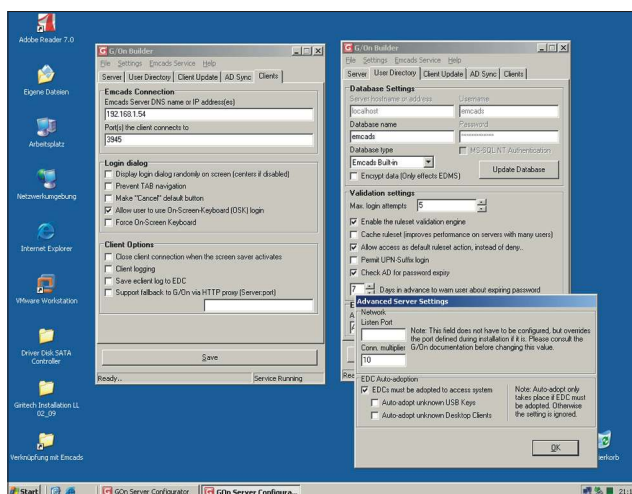 Adobe Reader 7.0
Eigene Dateien
Arbeitsplatz
Netzwerkumgebung
Internet Explorer
VMware Workstation
Driver Disk SATA
Controller
Giritech Installation LL
02_09
Verknüpfung mit Emcads
G/On Builder
File Settings Emcads Service Help
Server User Directory Client Update AD Sync Clients
Emcads Connection
Emcads Server DNS name or IP address(es)
192.168.1.54
Port(s) the client connects to
3945
Login dialog
Display login dialog randomly on screen (centers if disabled)
Prevent TAB navigation
Make "Cancel" default button
Allow user to use On-Screen-Keyboard (OSK) login
Force On-Screen Keyboard
Client Options
Close client connection when the screen saver activates
Client logging
Save eclient log to EDC
Support fallback to G/On via HTTP proxy (Server:port)
Save
Ready... Service Running
G/On Builder
File Settings Emcads Service Help
Server User Directory Client Update AD Sync Clients
Database Settings
Server hostname or address Username
localhost emcads
Database name Password
emcads
Database type MS-SQL NT Authentication
Emcads Built-in Update Database
Encrypt data (Only effects EDMS)
Validation settings
Max. login attempts 5
Enable the ruleset validation engine
Cache ruleset (improves performance on servers with many users)
Allow access as default ruleset action, instead of deny..
Permit UPN-Suffix login
Check AD for password expiry
7 Days in advance to warn user about expiring password
Advanced Server Settings
Network
Listen Port
Note: This field does not have to be configured, but overrides
the port defined during installation if it is. Please consult the
G/On documentation before changing this value.
Conn. multiplier
10
EDC Auto-adoption
EDCs must be adopted to access system
Auto-adopt unknown USB Keys
Auto-adopt unknown Desktop Clients
Note: Auto-adopt only
takes place if EDC must
be adopted. Otherwise
the setting is ignored.
OK
Rea
erkorb
Start GOn Server Configurator GOn Server Configura... 21:1